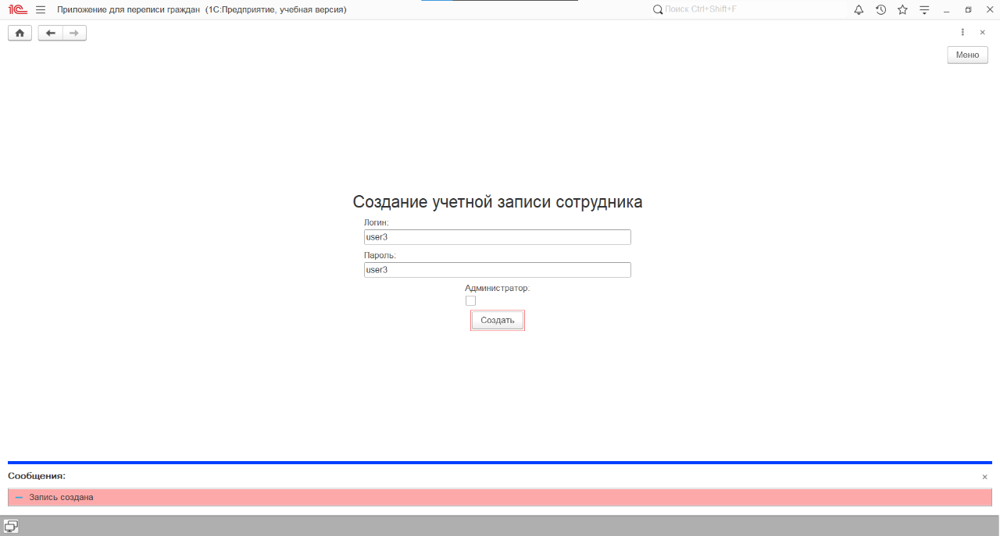 1С Приложение для переписи граждан (1С:Предприятие, учебная версия) Поиск Ctrl+Shift+F
Меню
Создание учетной записи сотрудника
Логин:
user3
Пароль:
user3
Администратор:
Создать
Сообщения:
Запись создана